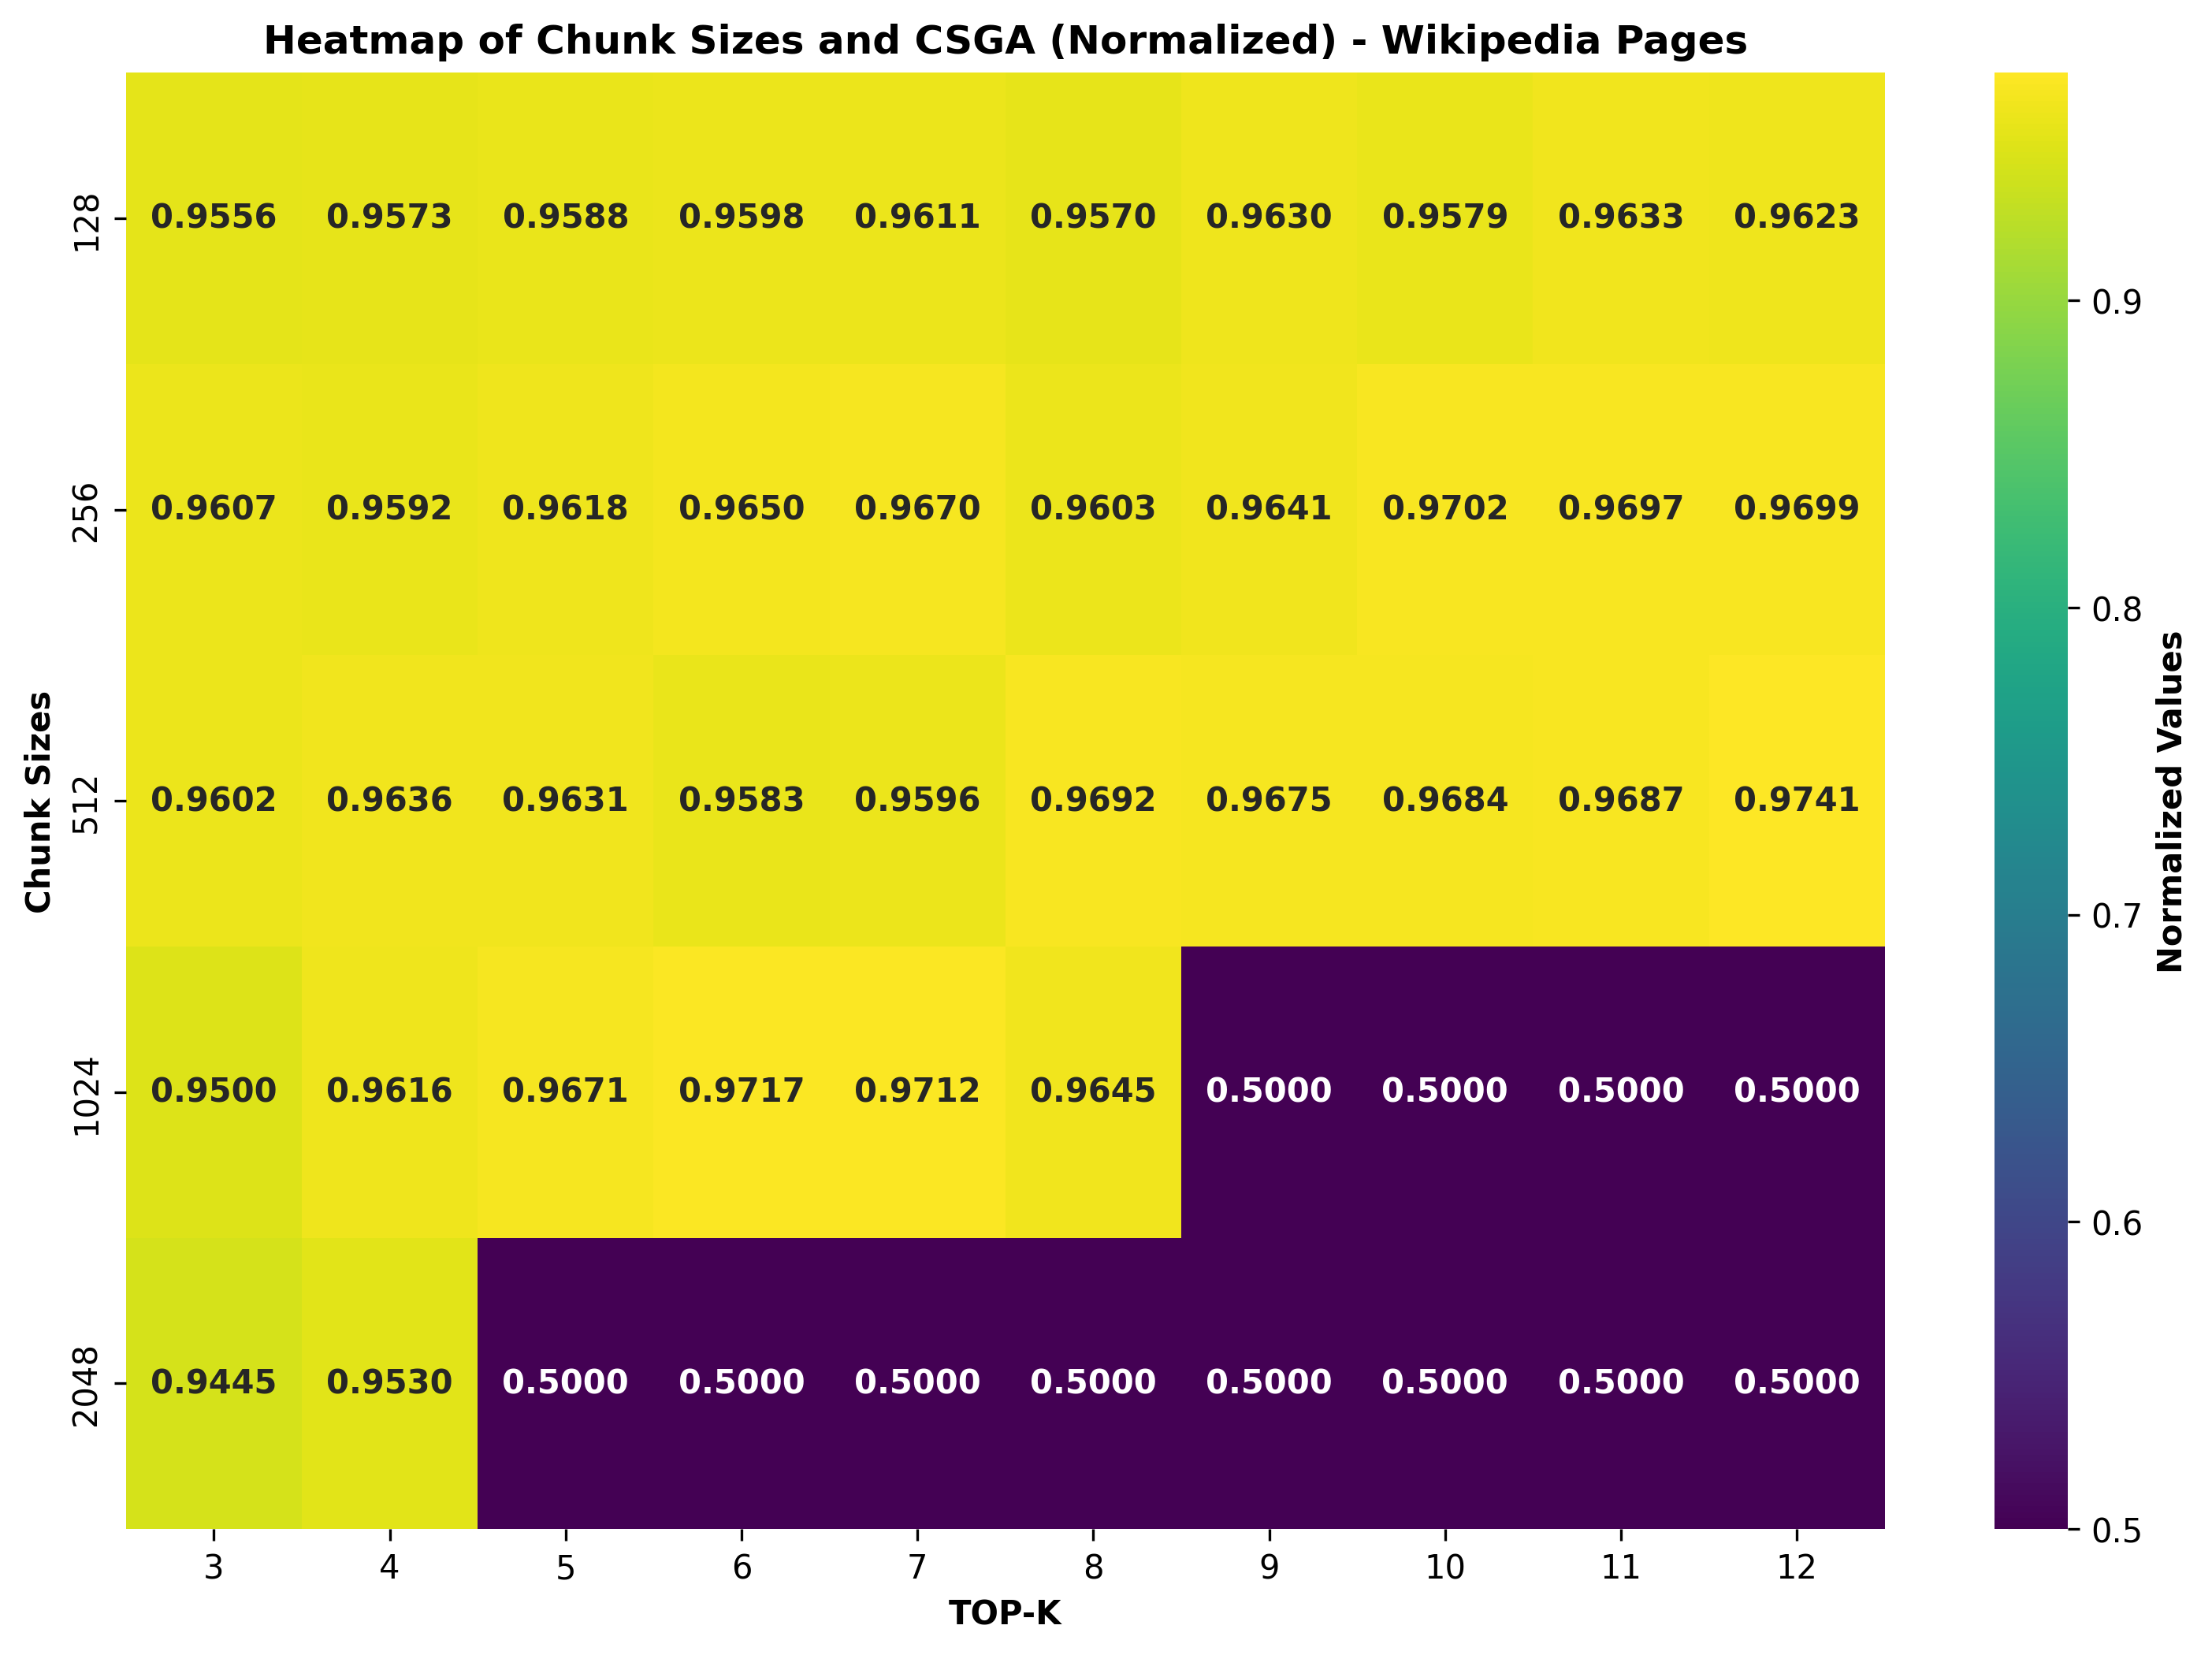 Heatmap of Chunk Sizes and CSGA (Normalized) - Wikipedia Pages
Chunk Sizes
128 0.9556 0.9573 0.9588 0.9598 0.9611 0.9570 0.9630 0.9579 0.9633 0.9623
256 0.9607 0.9592 0.9618 0.9650 0.9670 0.9603 0.9641 0.9702 0.9697 0.9699
512 0.9602 0.9636 0.9631 0.9583 0.9596 0.9692 0.9675 0.9684 0.9687 0.9741
1024 0.9500 0.9616 0.9671 0.9717 0.9712 0.9645 0.5000 0.5000 0.5000 0.5000
2048 0.9445 0.9530 0.5000 0.5000 0.5000 0.5000 0.5000 0.5000 0.5000 0.5000
3 4 5 6 7 8 9 10 11 12
TOP-K
0.9
0.8
0.7
0.6
0.5
Normalized Values